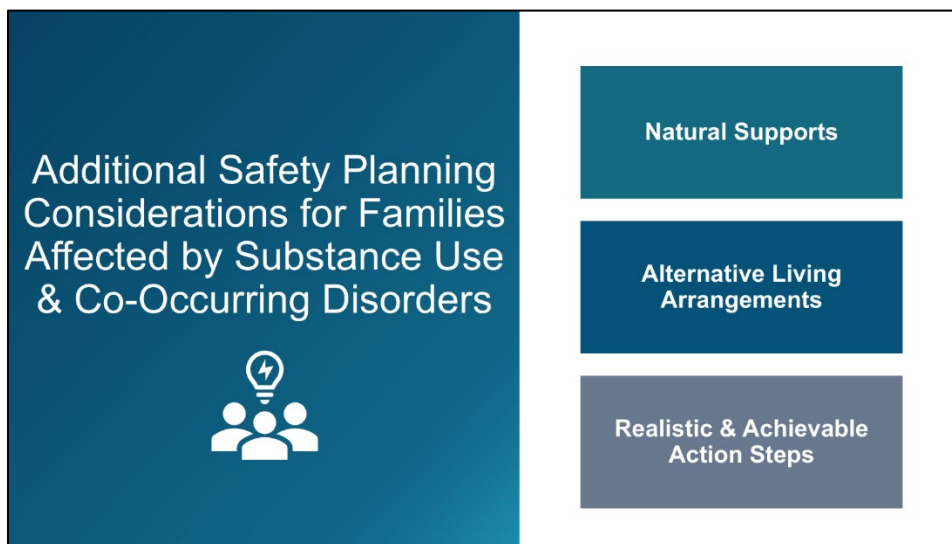 Additional Safety Planning
Considerations for Families
Affected by Substance Use
& Co-Occurring Disorders
Natural Supports
Alternative Living
Arrangements
Realistic & Achievable
Action Steps